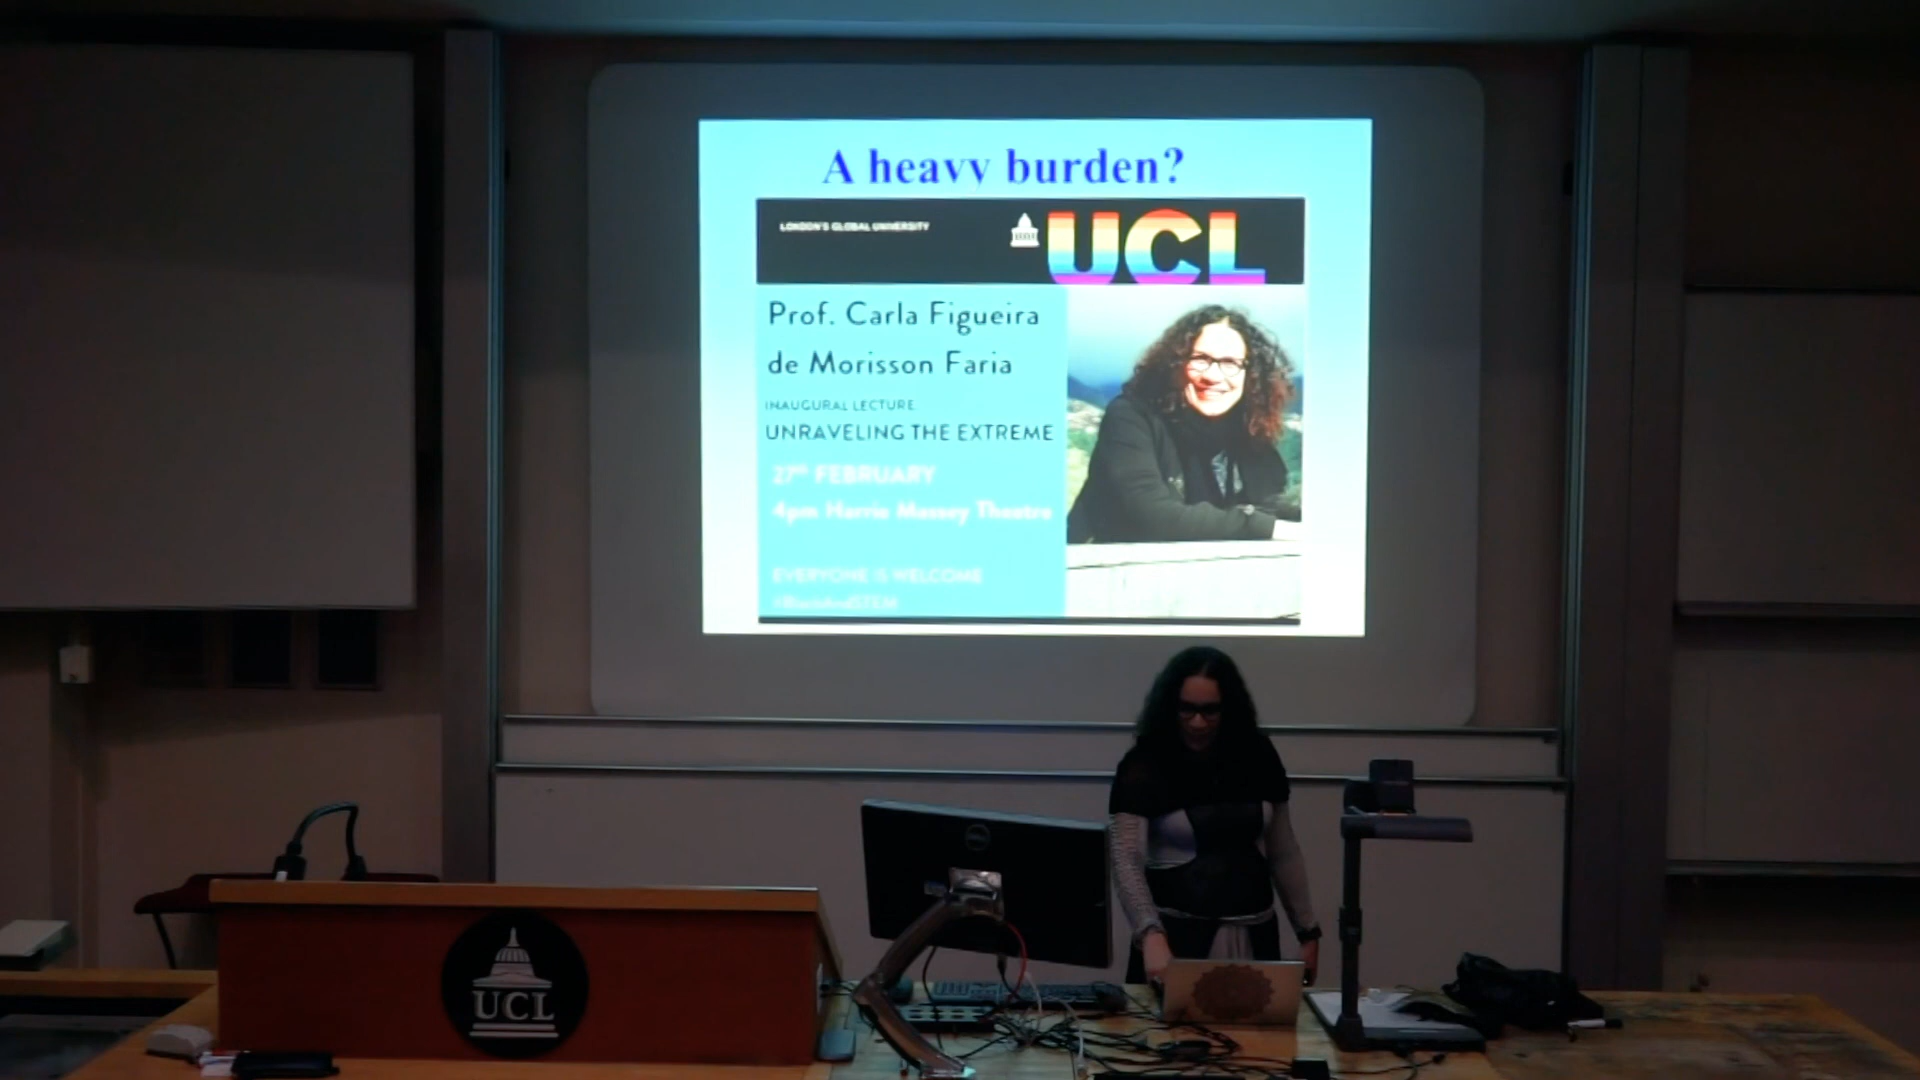 A heavy burden?
LONDON'S GLOBAL UNIVERSITY
UCL
Prof. Carla Figueira
de Morisson Faria
INAUGURAL LECTURE
UNRAVELING THE EXTREME
27th FEBRUARY
4pm Harrie Massey Theatre
EVERYONE IS WELCOME
#BlackAndSTEM
UCL